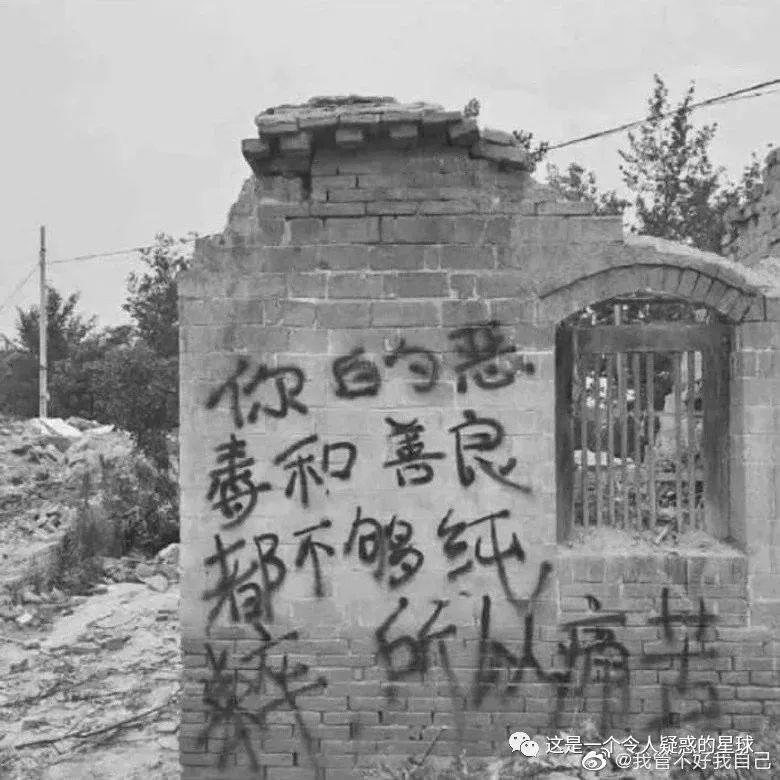 你的恶
毒和善良
都不够纯
粹 所以痛苦
这是一个令人疑惑的星球
@我管不好我自己